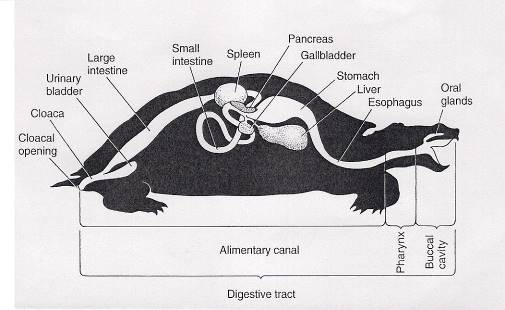 Pancreas
Gallbladder
Small
intestine
Spleen
Large
intestine
Stomach
Liver
Esophagus
Oral
glands
Urinary
bladder
Cloaca
Cloacal
opening
Alimentary canal
Pharynx
Buccal
cavity
Digestive tract